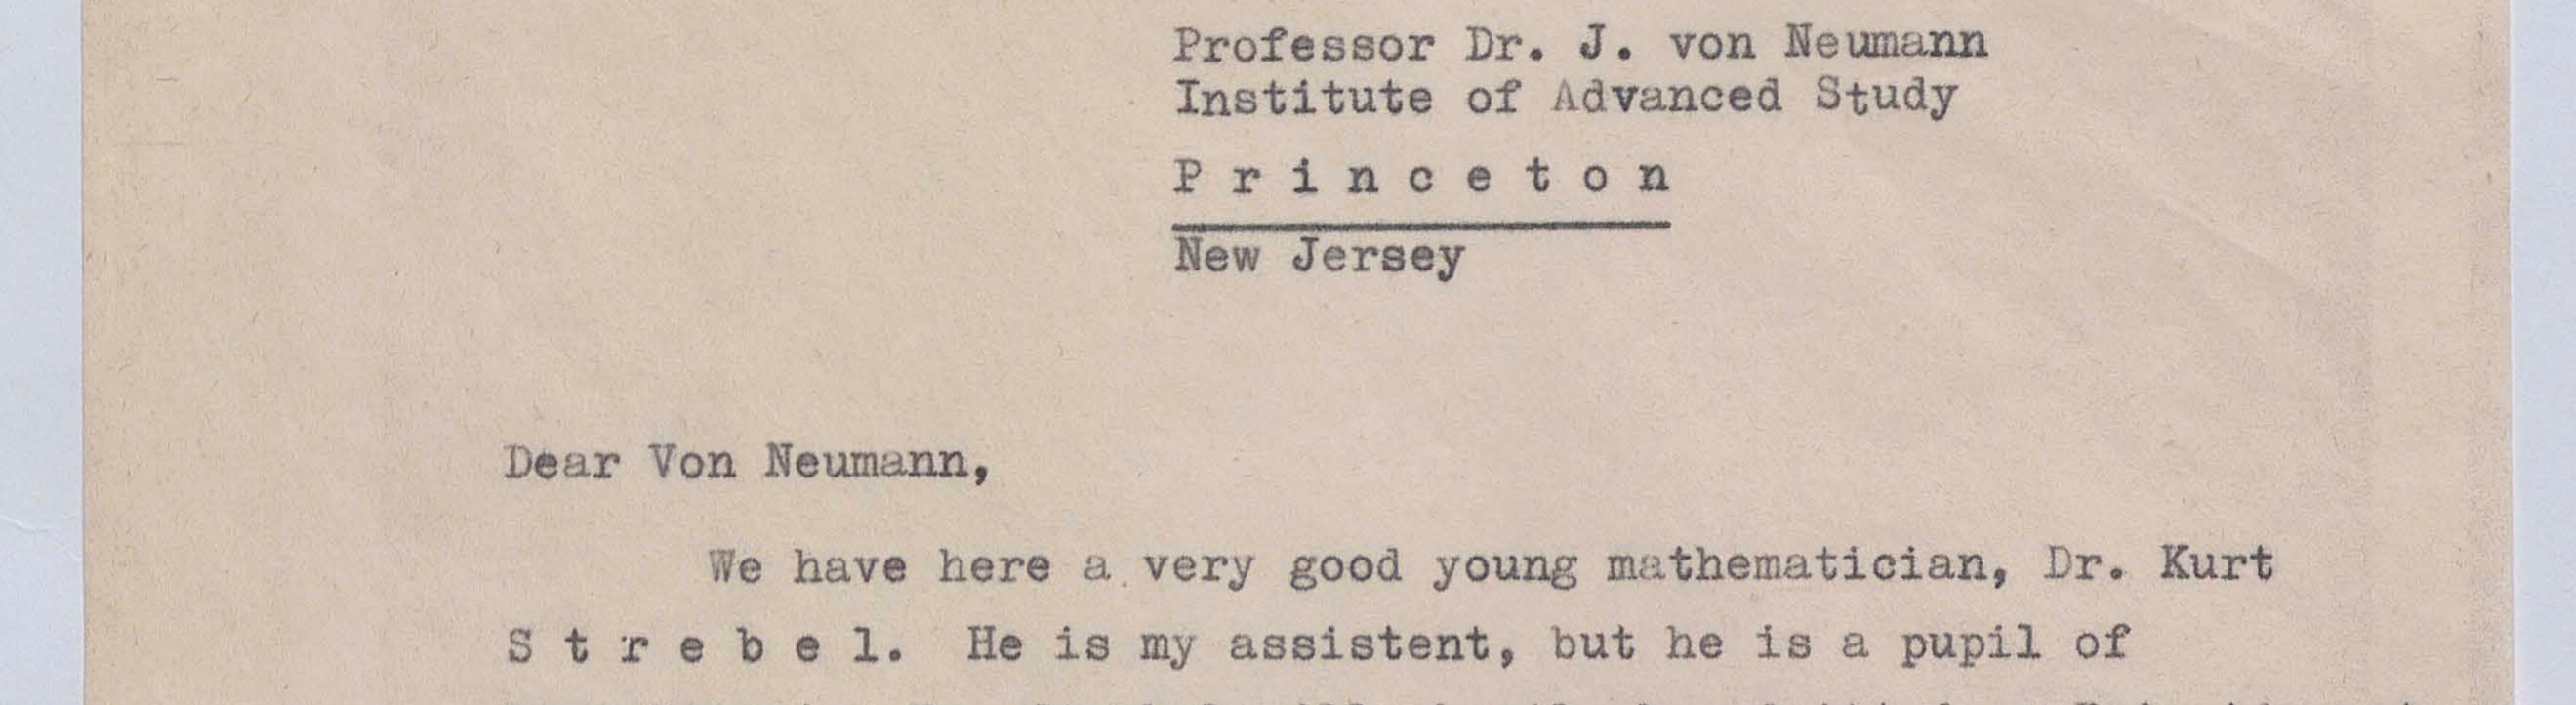 Professor Dr. J. von Neumann
Institute of Advanced Study
P r i n c e t o n
New Jersey
Dear Von Neumann,
We have here a very good young mathematician, Dr. Kurt
S t r e b e l. He is my assistent, but he is a pupil of